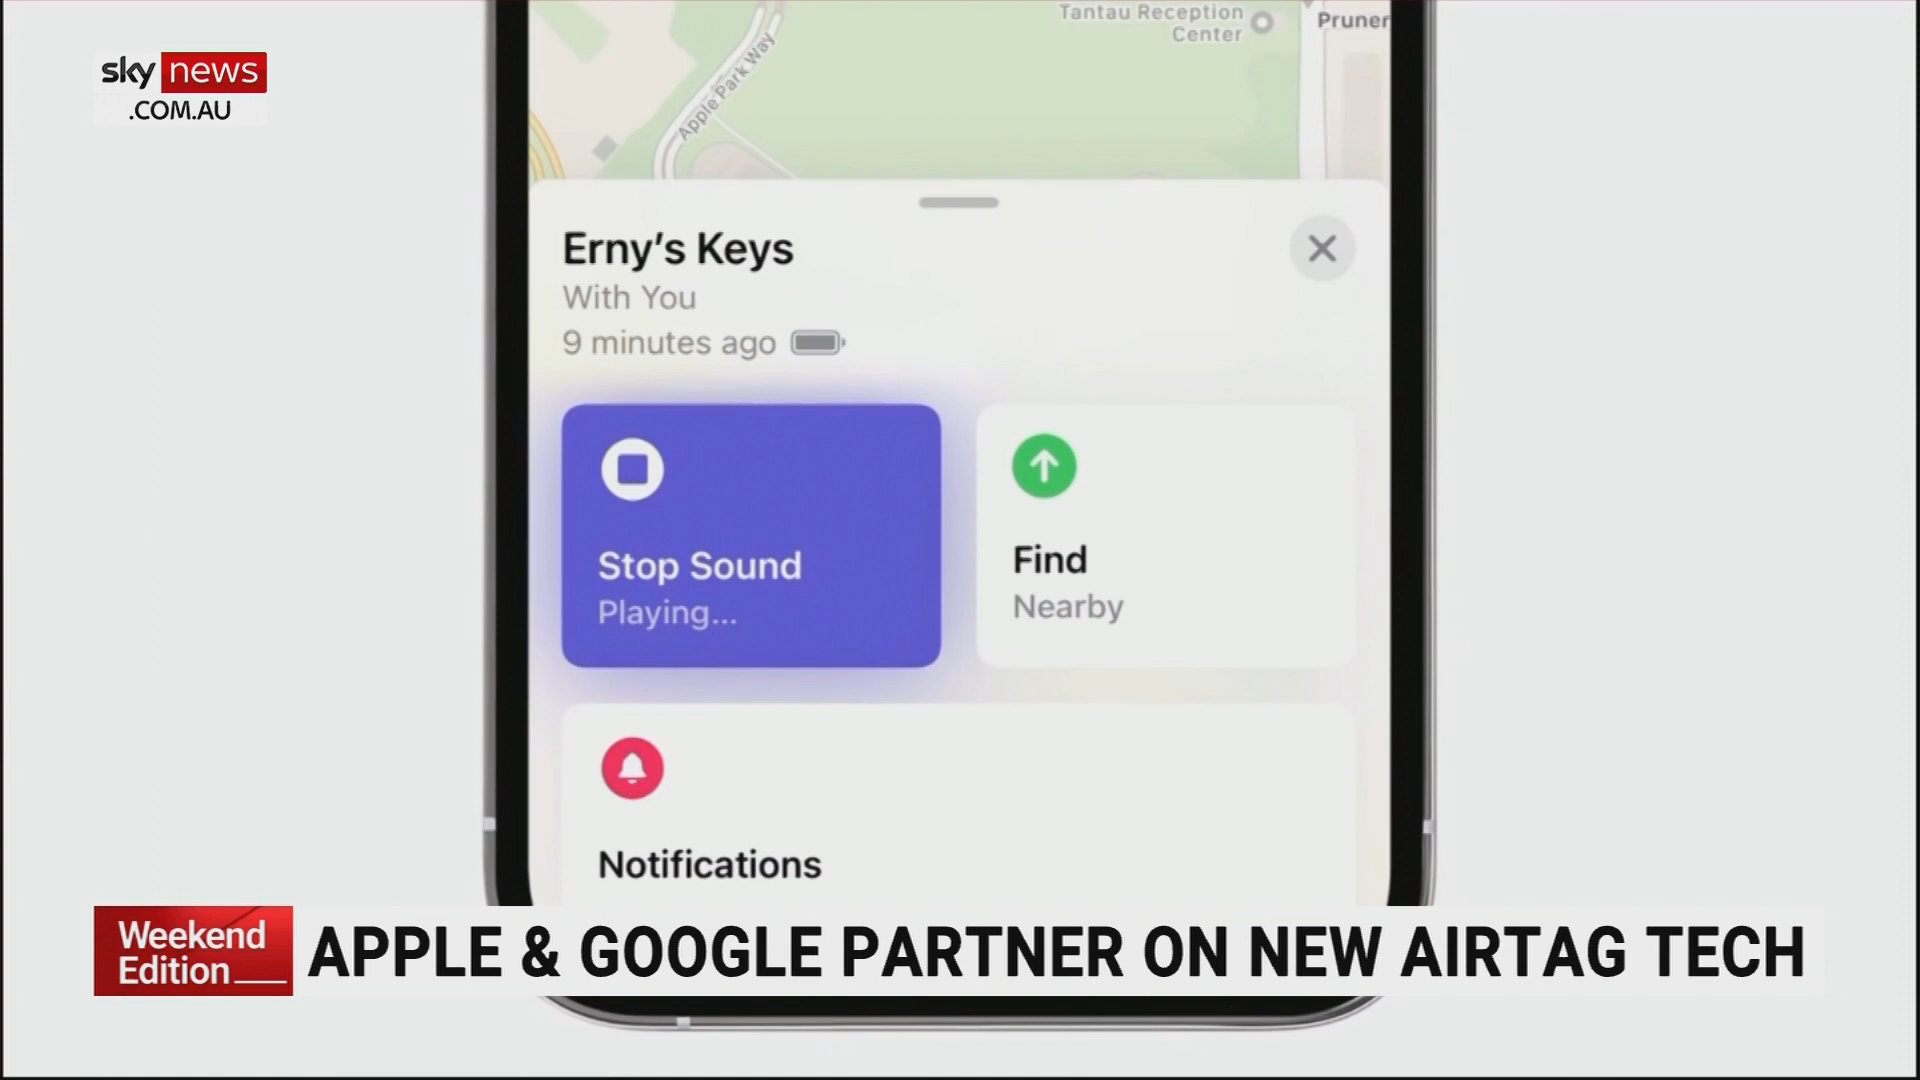 sky news
.COM.AU
Tantau Reception
Center
Pruner
Apple Park Way
Erny's Keys
With You
9 minutes ago
Stop Sound
Playing...
Find
Nearby
Notifications
Weekend
Edition
APPLE & GOOGLE PARTNER ON NEW AIRTAG TECH